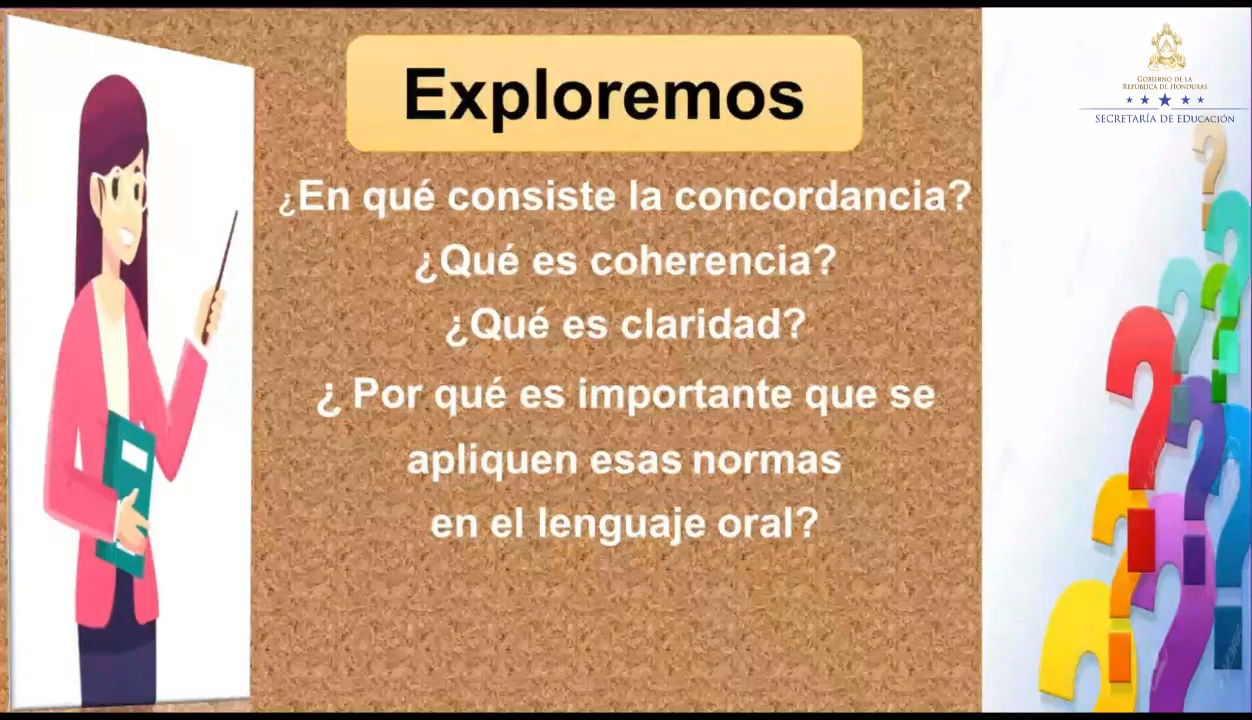 Exploremos
¿En qué consiste la concordancia?
¿Qué es coherencia?
¿Qué es claridad?
¿ Por qué es importante que se
apliquen esas normas
en el lenguaje oral?
GOBIERNO DE LA
REPÚBLICA DE HONDURAS
SECRETARÍA DE EDUCACIÓN